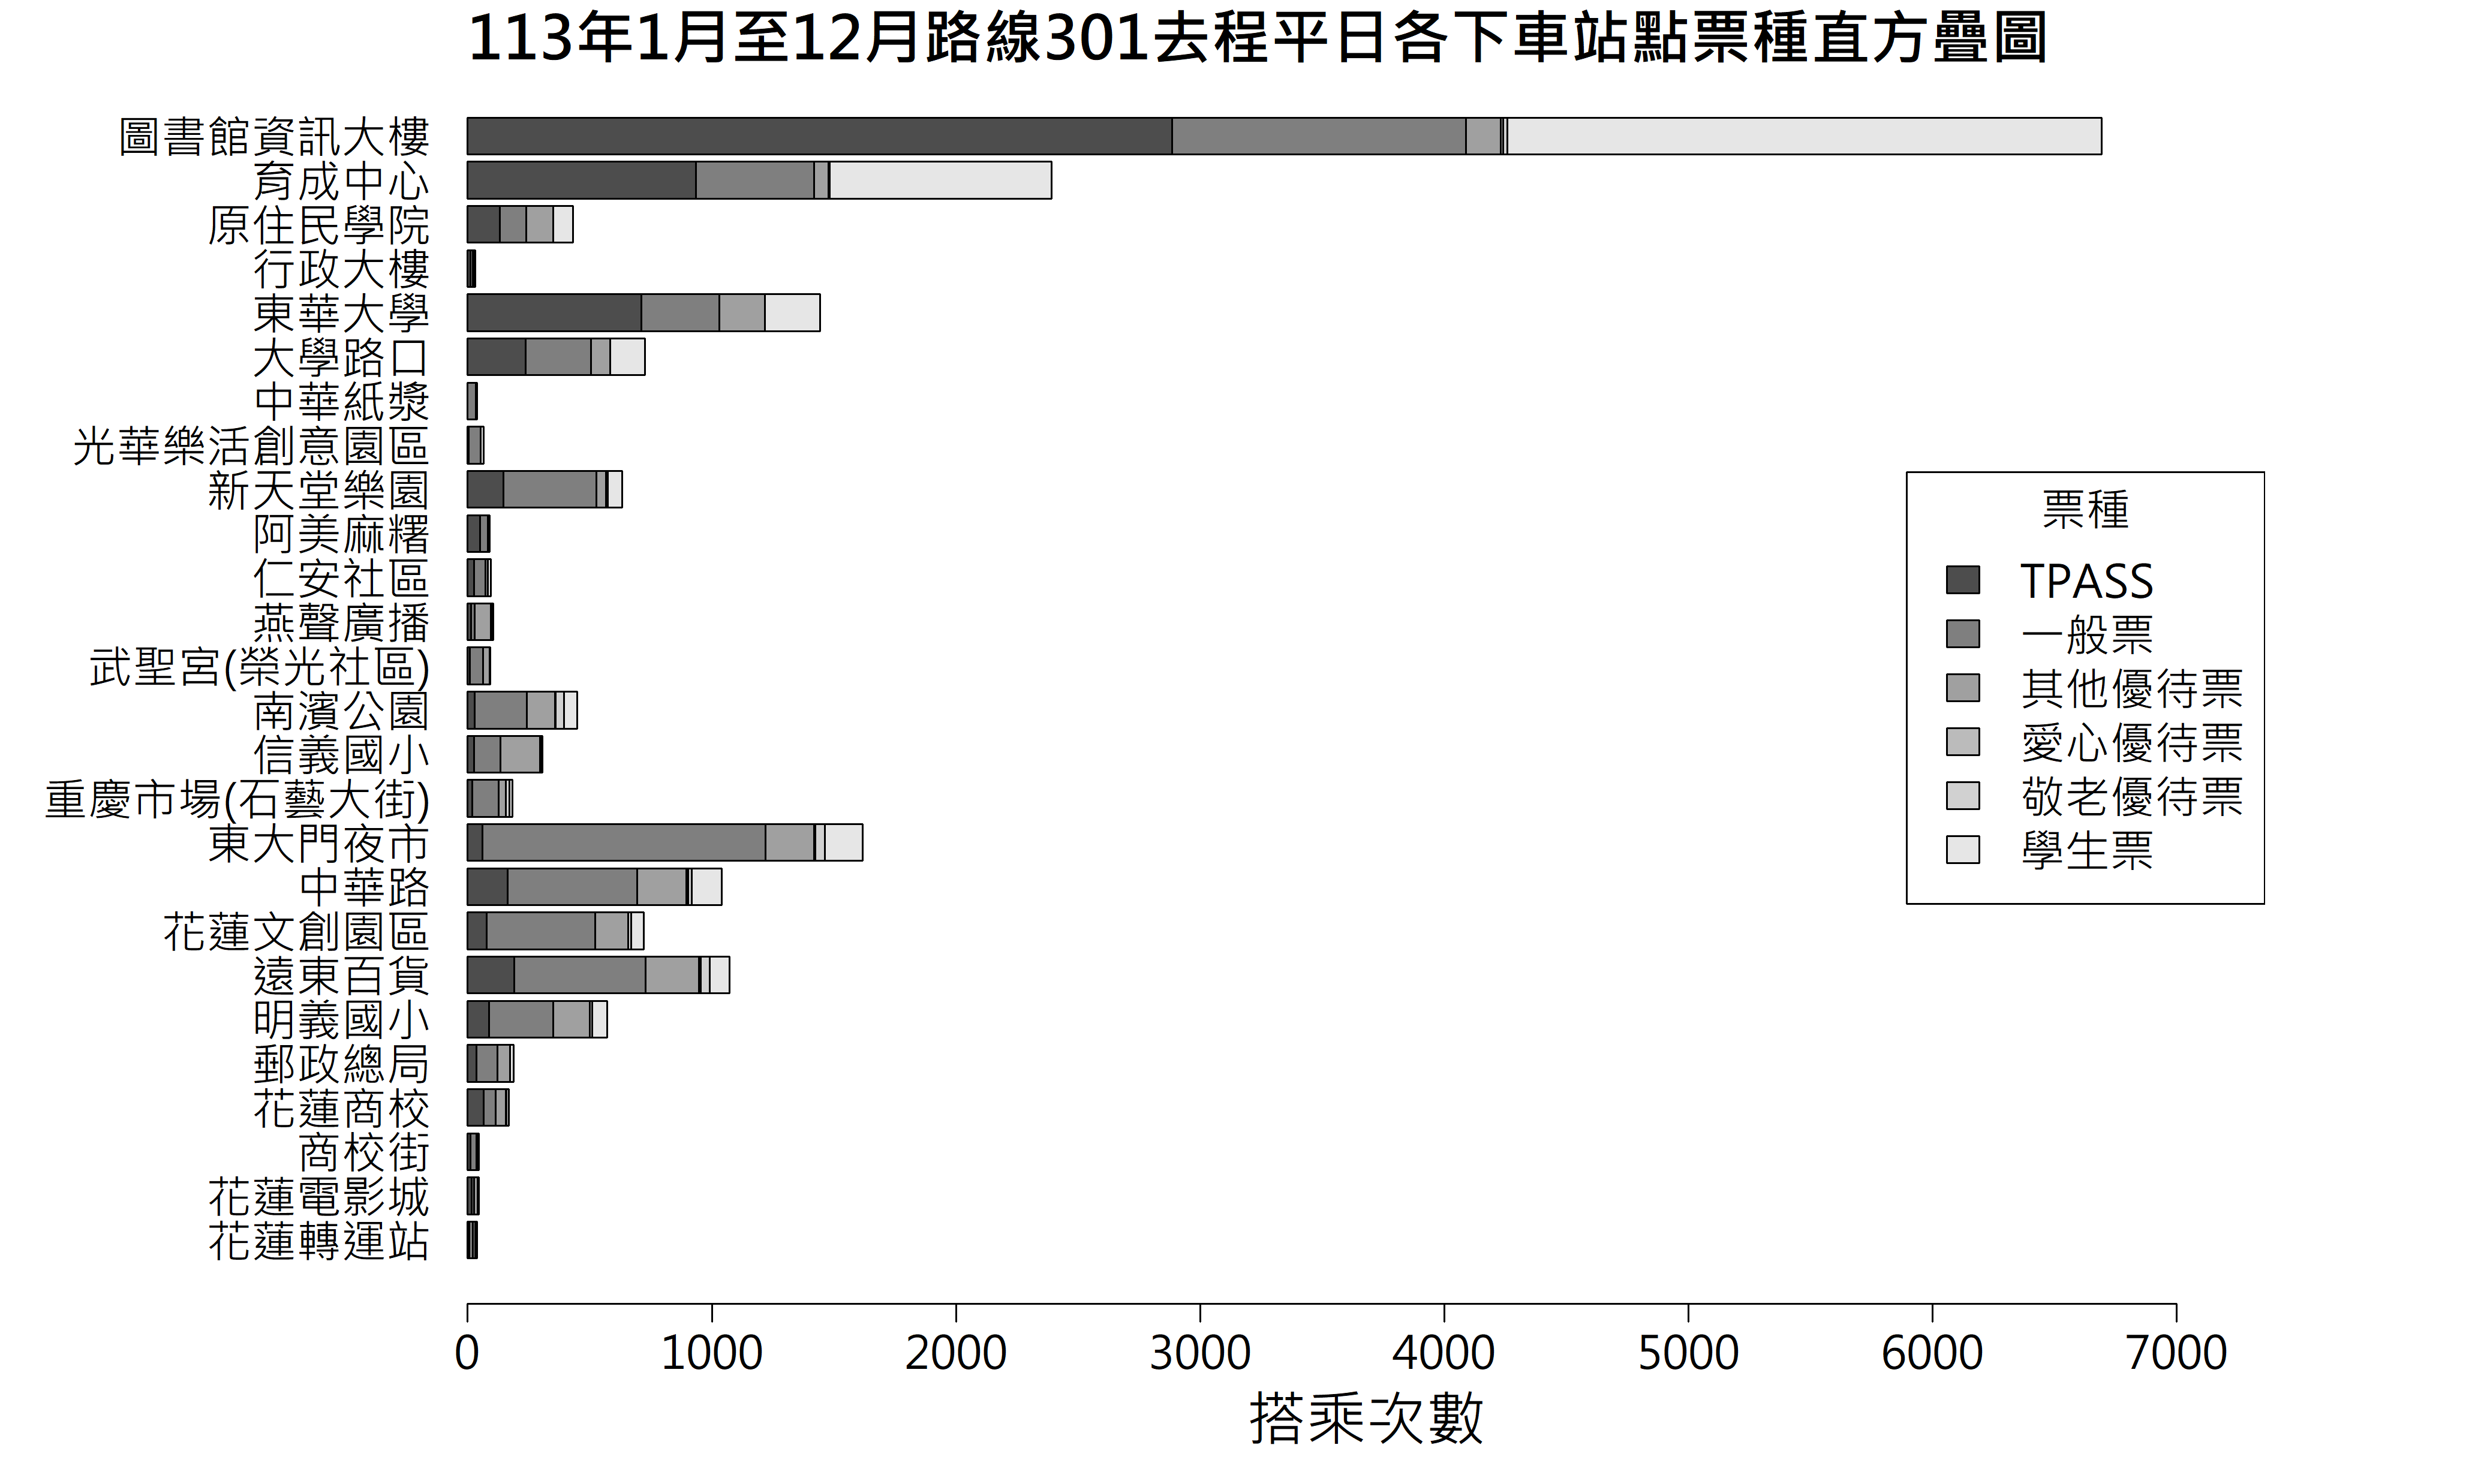 113年1月至12月路線301去程平日各下車站點票種直方疊圖
圖書館資訊大樓
育成中心
原住民學院
行政大樓
東華大學
大學路口
中華紙漿
光華樂活創意園區
新天堂樂園
阿美麻糬
仁安社區
燕聲廣播
武聖宮(榮光社區)
南濱公園
信義國小
重慶市場(石藝大街)
東大門夜市
中華路
花蓮文創園區
遠東百貨
明義國小
郵政總局
花蓮商校
商校街
花蓮電影城
花蓮轉運站
票種
TPASS
一般票
其他優待票
愛心優待票
敬老優待票
學生票
0 1000 2000 3000 4000 5000 6000 7000
搭乘次數